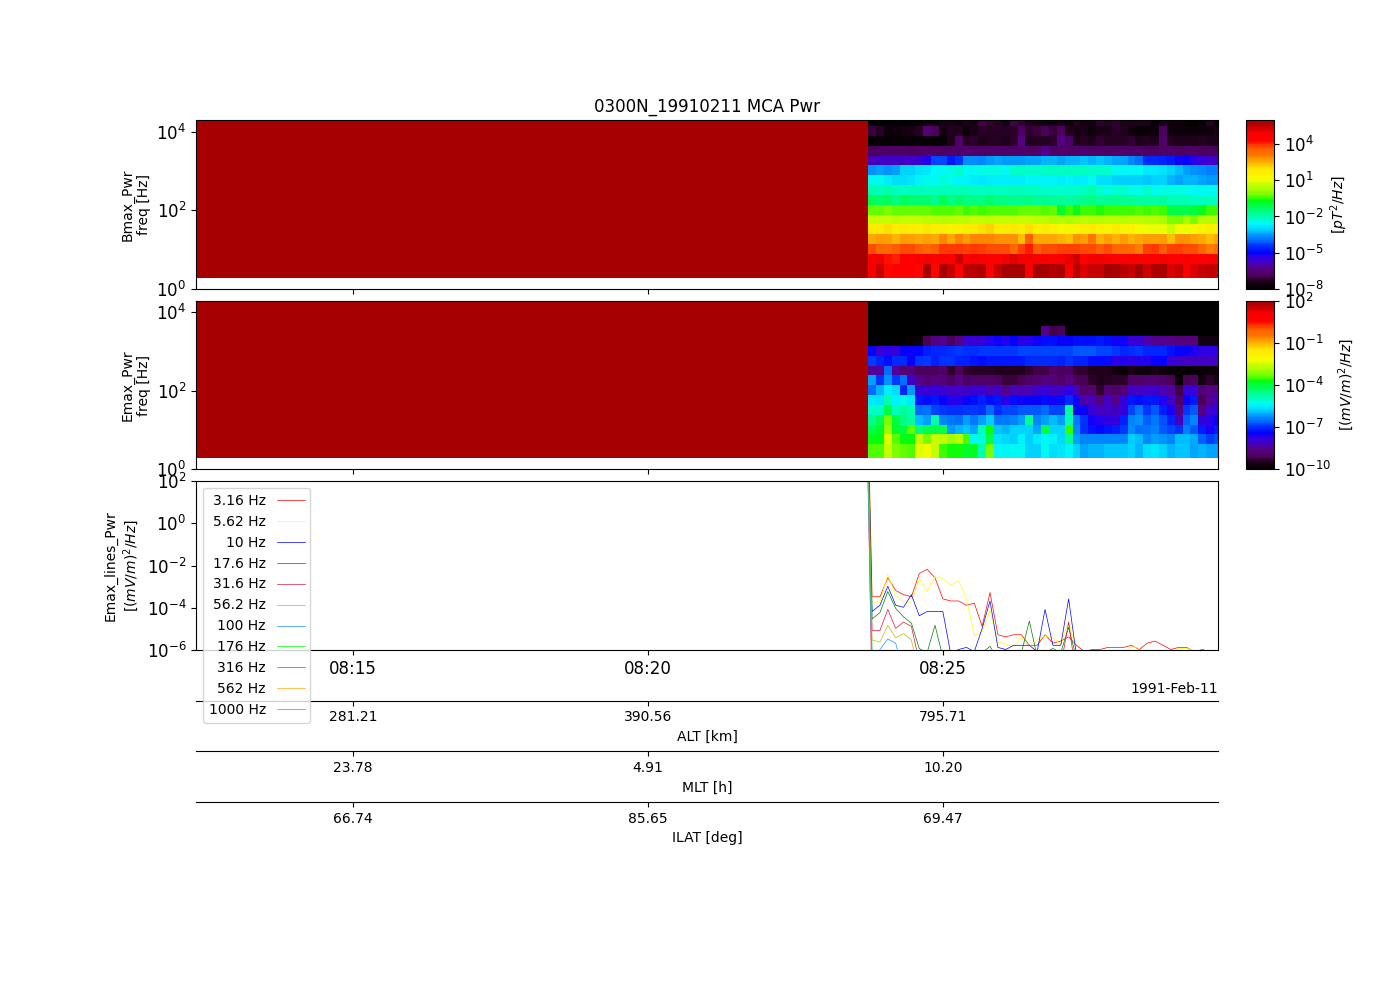 0300N_19910211 MCA Pwr
Bmax_Pwr
freq [Hz]
10^4
10^2
10^0
10^4
10^1
10^-2
10^-5
10^-8
[pT^2/Hz]
Emax_Pwr
freq [Hz]
10^4
10^2
10^0
10^2
10^-1
10^-4
10^-7
10^-10
[(mV/m)^2/Hz]
Emax_lines_Pwr
[(mV/m)^2/Hz]
10^2
10^0
10^-2
10^-4
10^-6
3.16 Hz
5.62 Hz
10 Hz
17.6 Hz
31.6 Hz
56.2 Hz
100 Hz
176 Hz
316 Hz
562 Hz
1000 Hz
08:15 08:20 08:25
1991-Feb-11
281.21 390.56 795.71
ALT [km]
23.78 4.91 10.20
MLT [h]
66.74 85.65 69.47
ILAT [deg]